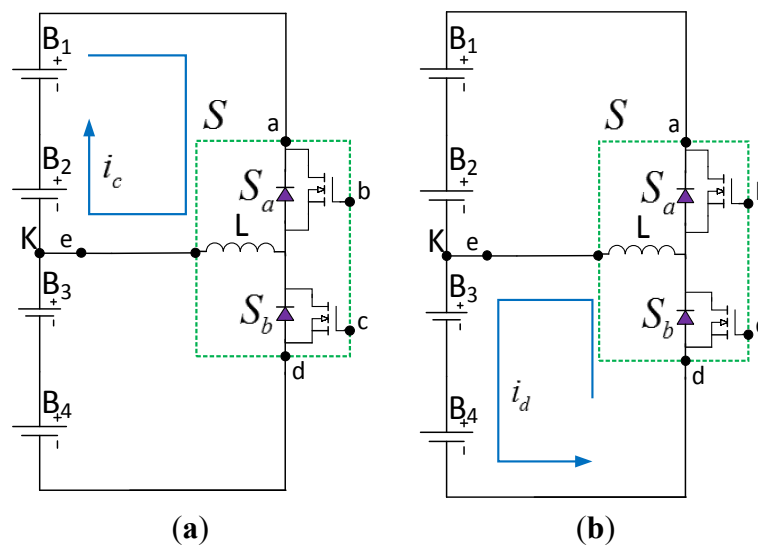 B1
+
B2
+
K
e
B3
+
B4
+
ic
S
a
Sa
b
L
Sb
c
d
(a)
B1
+
B2
+
K
e
B3
+
B4
+
id
S
a
Sa
L
Sb
d
(b)